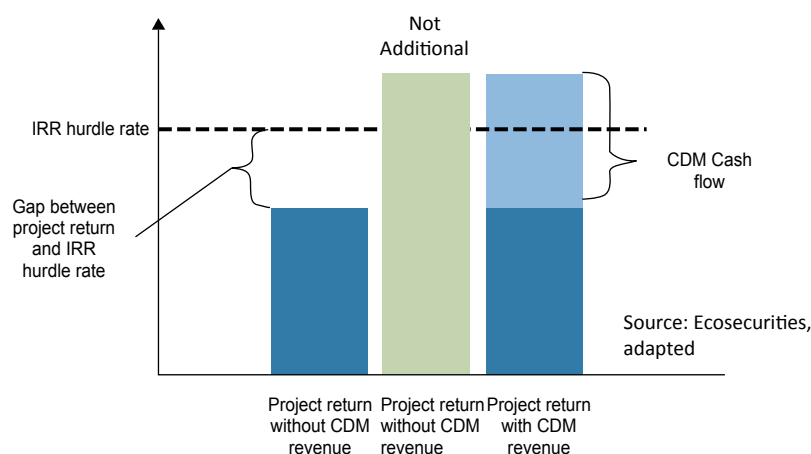 Not
Additional
IRR hurdle rate
CDM Cash
flow
Gap between
project return
and IRR
hurdle rate
Source: Ecosecurities,
adapted
Project return
without CDM
revenue
Project return
without CDM
revenue
Project return
with CDM
revenue